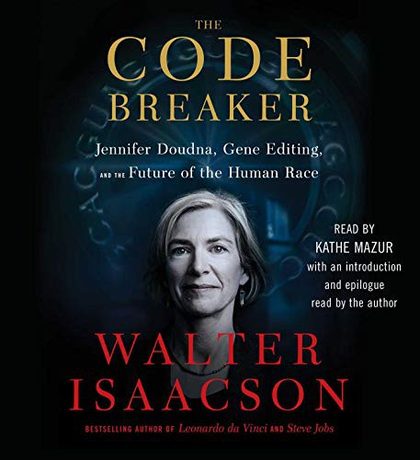 THE
CODE
BREAKER
Jennifer Doudna, Gene Editing,
AND THE Future of the Human Race
READ BY
KATHE MAZUR
with an introduction
and epilogue
read by the author
WALTER
ISAACSON
BESTSELLING AUTHOR OF Leonardo da Vinci AND Steve Jobs